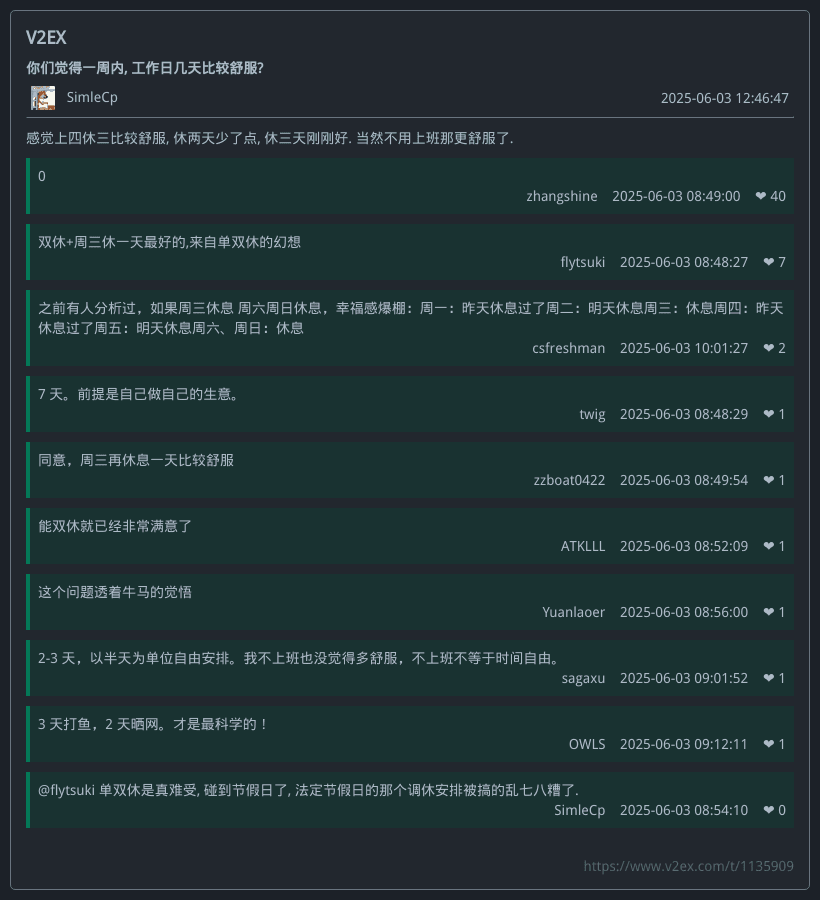 V2EX
你们觉得一周内, 工作日几天比较舒服?
SimleCp
2025-06-03 12:46:47
感觉上四休三比较舒服, 休两天少了点, 休三天刚刚好. 当然不用上班那更舒服了.
0
zhangshine 2025-06-03 08:49:00 ❤ 40
双休+周三休一天最好的,来自单双休的幻想
flytsuki 2025-06-03 08:48:27 ❤ 7
之前有人分析过，如果周三休息 周六周日休息，幸福感爆棚：周一：昨天休息过了周二：明天休息周三：休息周四：昨天
休息过了周五：明天休息周六、周日：休息
csfreshman 2025-06-03 10:01:27 ❤ 2
7 天。前提是自己做自己的生意。
twig 2025-06-03 08:48:29 ❤ 1
同意，周三再休息一天比较舒服
zzboat0422 2025-06-03 08:49:54 ❤ 1
能双休就已经非常满意了
ATKLLL 2025-06-03 08:52:09 ❤ 1
这个问题透着牛马的觉悟
Yuanlaoer 2025-06-03 08:56:00 ❤ 1
2-3 天，以半天为单位自由安排。我不上班也没觉得多舒服，不上班不等于时间自由。
sagaxu 2025-06-03 09:01:52 ❤ 1
3 天打鱼，2 天晒网。才是最科学的！
OWLS 2025-06-03 09:12:11 ❤ 1
@flytsuki 单双休是真难受, 碰到节假日了, 法定节假日的那个调休安排被搞的乱七八糟了.
SimleCp 2025-06-03 08:54:10 ❤ 0
https://www.v2ex.com/t/1135909